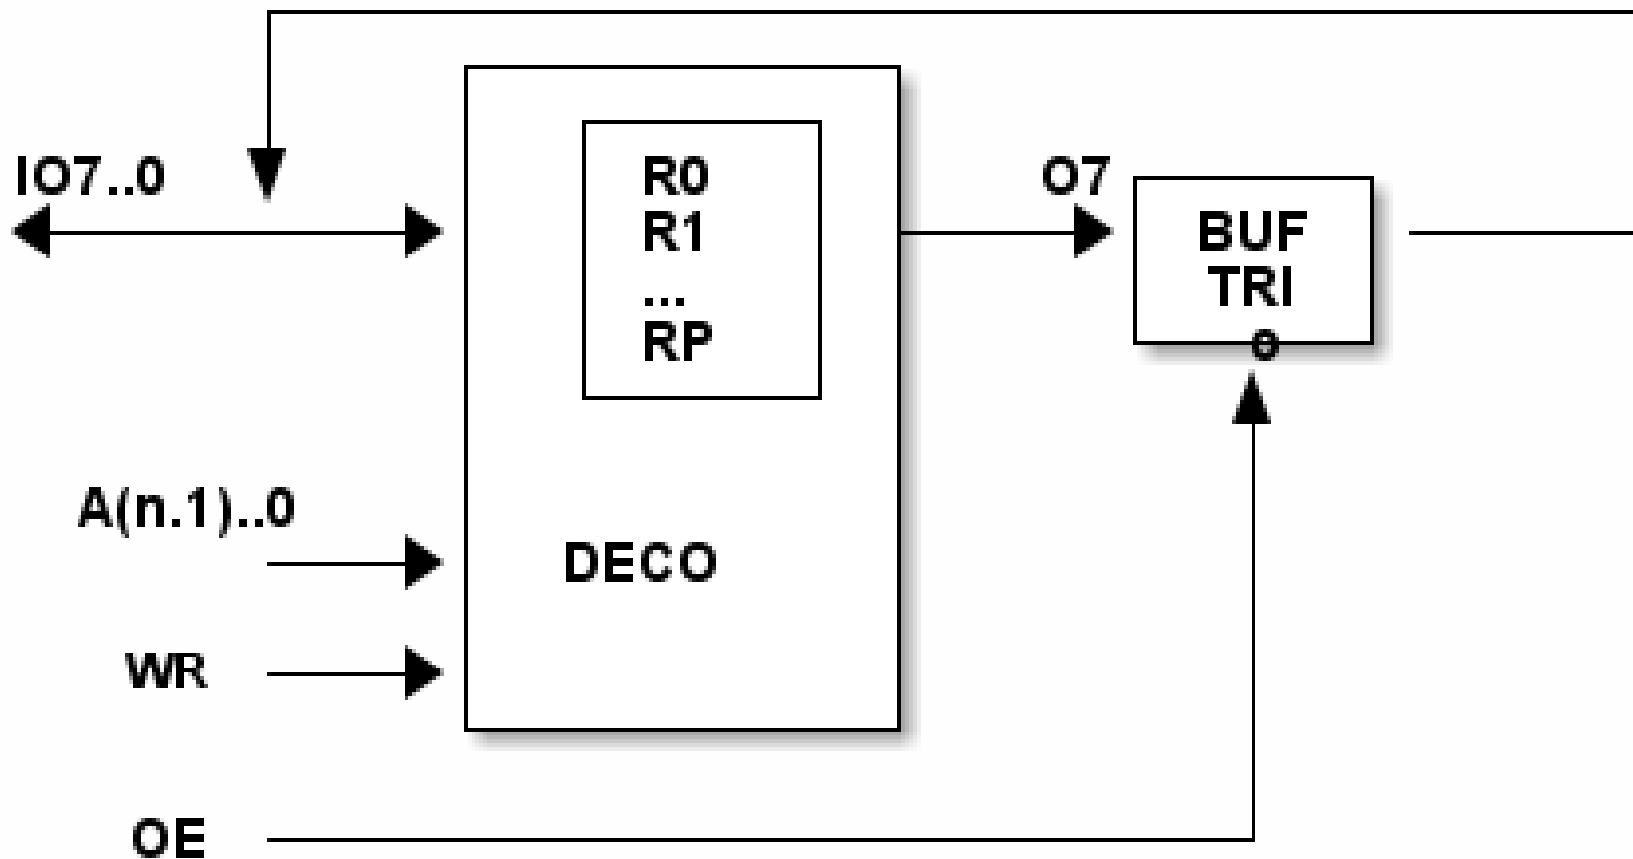 IO7..0
R0
R1
...
RP
O7
BUF
TRI
o
A(n.1)..0
DECO
WR
OE